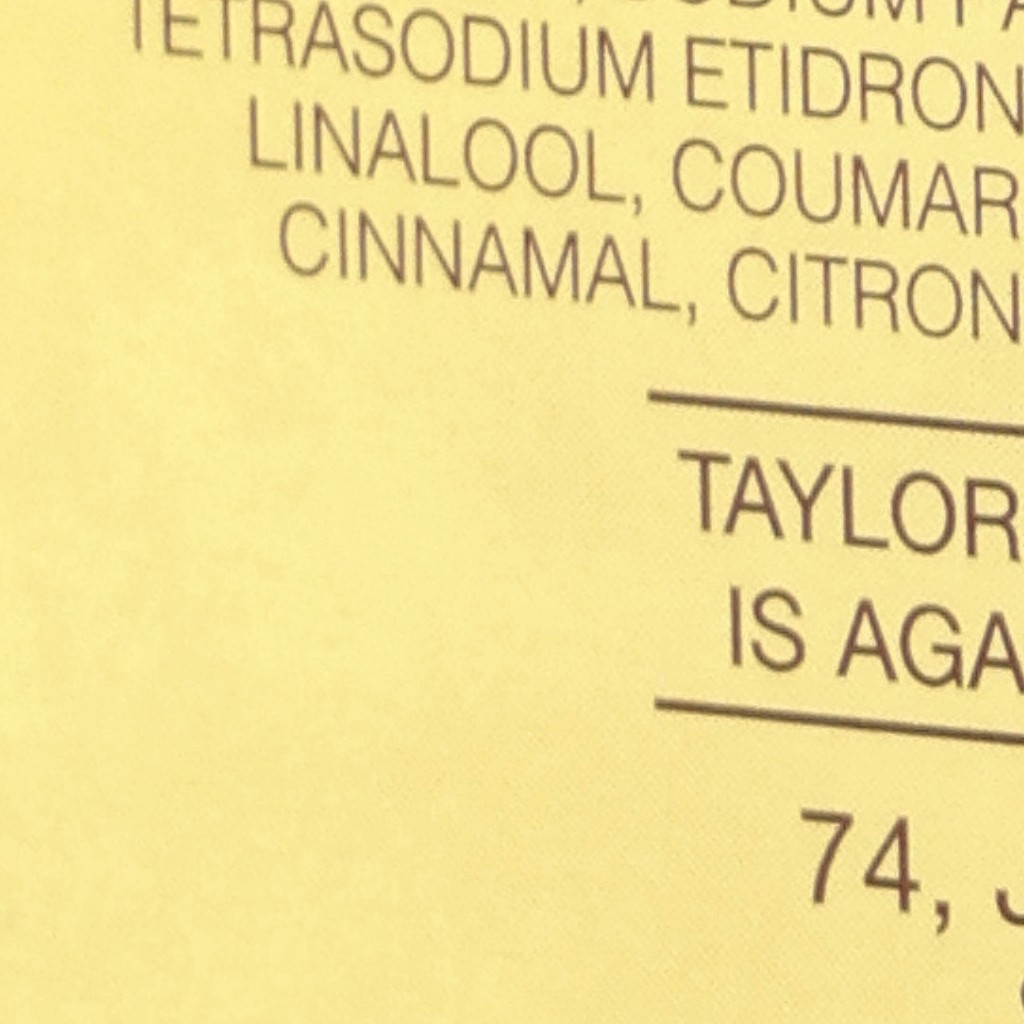 TETRASODIUM ETIDRON
LINALOOL, COUMAR
CINNAMAL, CITRON
TAYLOR
IS AGA
74, J